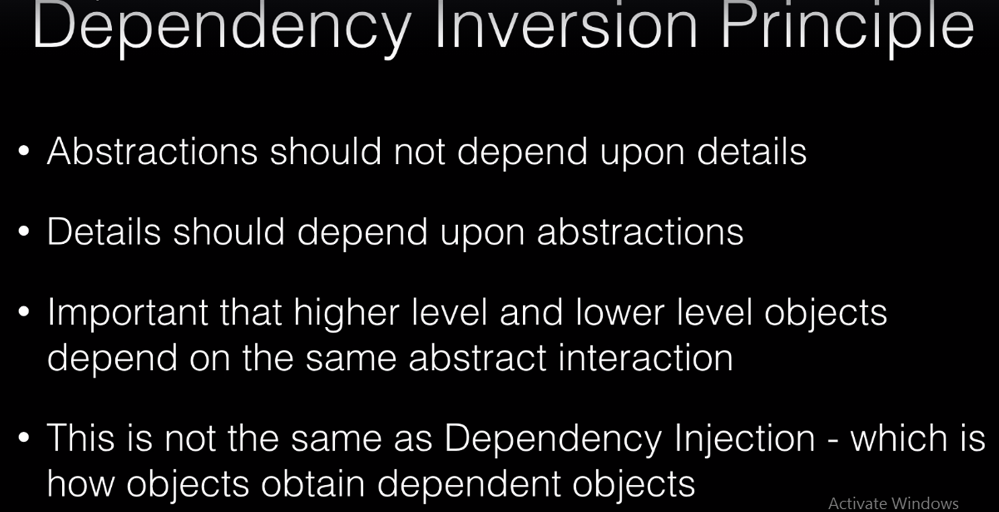 Dependency Inversion Principle
• Abstractions should not depend upon details
• Details should depend upon abstractions
• Important that higher level and lower level objects
depend on the same abstract interaction
• This is not the same as Dependency Injection - which is
how objects obtain dependent objects
Activate Windows